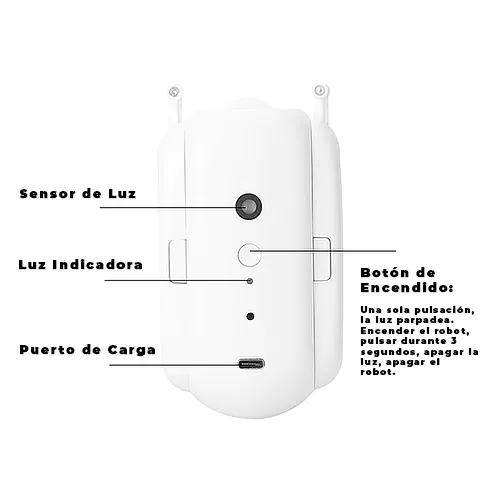 Sensor de Luz
Luz Indicadora
Puerto de Carga
Botón de
Encendido:
Una sola pulsación,
la luz parpadea.
Encender el robot,
pulsar durante 3
segundos, apagar la
luz, apagar el
robot.